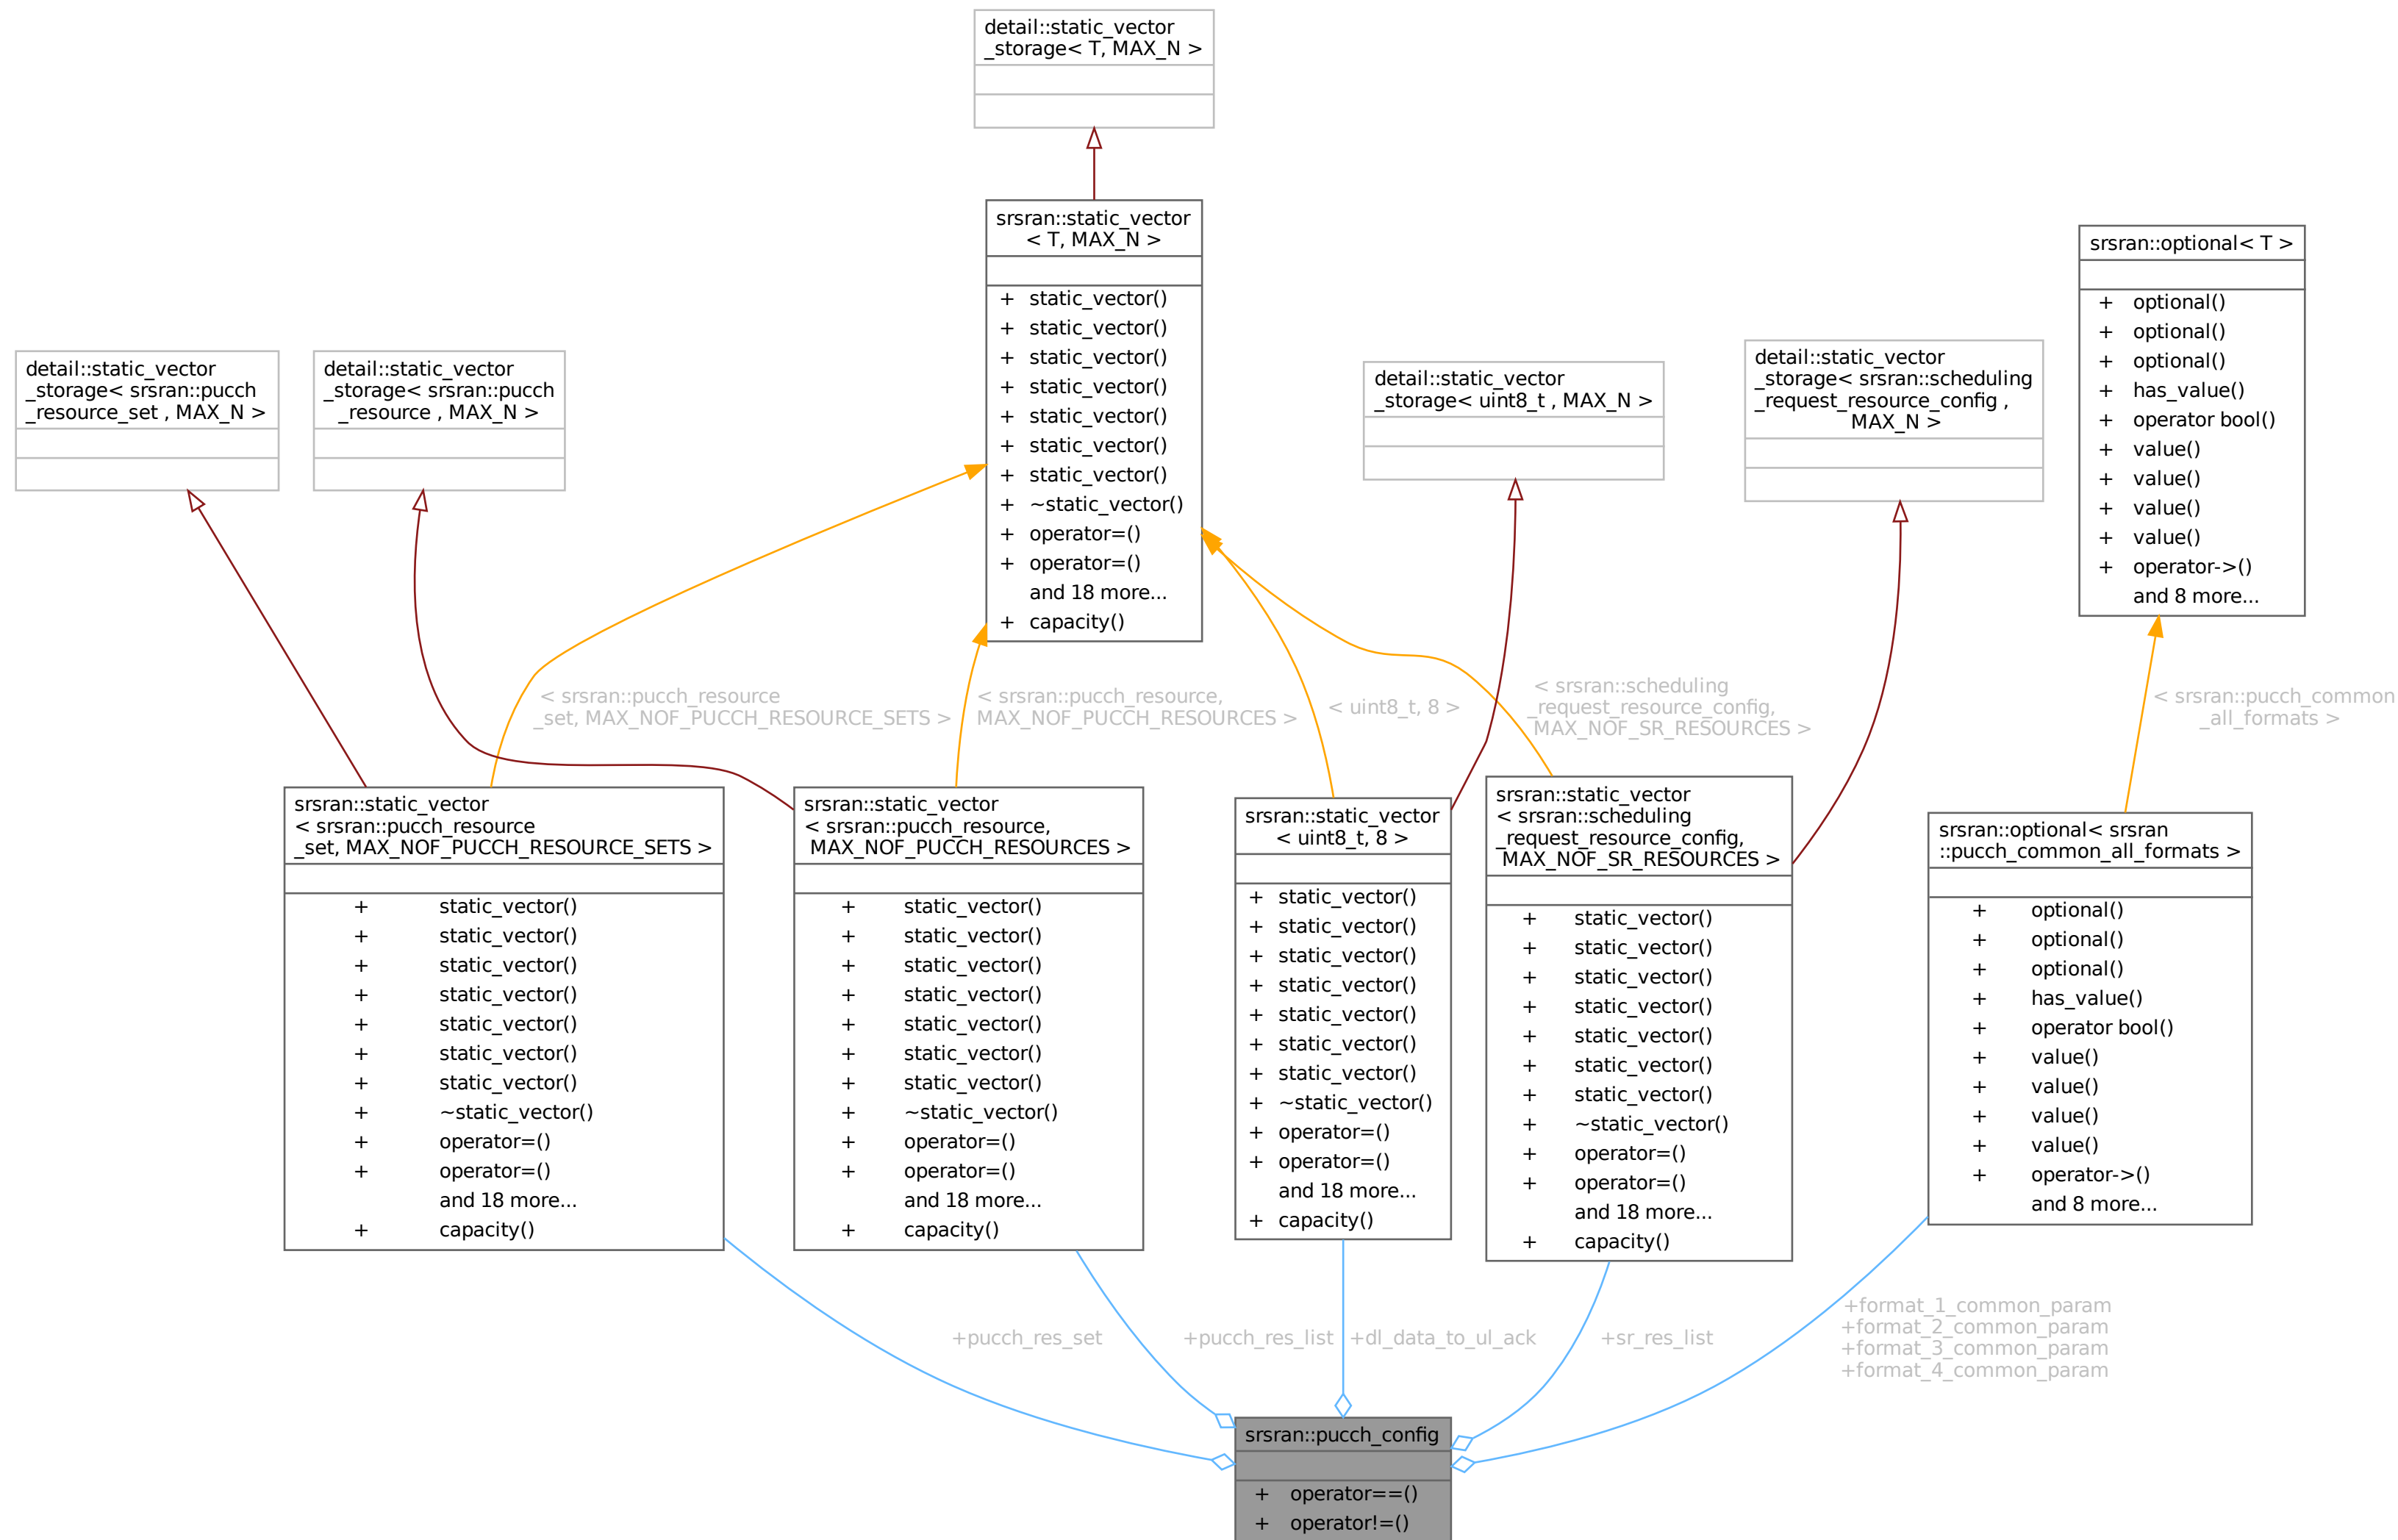 detail::static_vector
_storage< T, MAX_N >
srsran::static_vector
< T, MAX_N >
+ static_vector()
+ static_vector()
+ static_vector()
+ static_vector()
+ static_vector()
+ static_vector()
+ static_vector()
+ ~static_vector()
+ operator=()
+ operator=()
and 18 more...
+ capacity()
srsran::optional< T >
+ optional()
+ optional()
+ optional()
+ has_value()
+ operator bool()
+ value()
+ value()
+ value()
+ value()
+ operator->()
and 8 more...
detail::static_vector
_storage< srsran::pucch
_resource_set , MAX_N >
detail::static_vector
_storage< srsran::pucch
_resource , MAX_N >
detail::static_vector
_storage< uint8_t , MAX_N >
detail::static_vector
_storage< srsran::scheduling
_request_resource_config ,
MAX_N >
< srsran::pucch_resource
_set, MAX_NOF_PUCCH_RESOURCE_SETS >
< srsran::pucch_resource,
MAX_NOF_PUCCH_RESOURCES >
< uint8_t, 8 >
< srsran::scheduling
_request_resource_config,
MAX_NOF_SR_RESOURCES >
< srsran::pucch_common
_all_formats >
srsran::static_vector
< srsran::pucch_resource
_set, MAX_NOF_PUCCH_RESOURCE_SETS >
+ static_vector()
+ static_vector()
+ static_vector()
+ static_vector()
+ static_vector()
+ static_vector()
+ static_vector()
+ ~static_vector()
+ operator=()
+ operator=()
and 18 more...
+ capacity()
srsran::static_vector
< srsran::pucch_resource,
MAX_NOF_PUCCH_RESOURCES >
+ static_vector()
+ static_vector()
+ static_vector()
+ static_vector()
+ static_vector()
+ static_vector()
+ static_vector()
+ ~static_vector()
+ operator=()
+ operator=()
and 18 more...
+ capacity()
srsran::static_vector
< uint8_t, 8 >
+ static_vector()
+ static_vector()
+ static_vector()
+ static_vector()
+ static_vector()
+ static_vector()
+ static_vector()
+ ~static_vector()
+ operator=()
+ operator=()
and 18 more...
+ capacity()
srsran::static_vector
< srsran::scheduling
_request_resource_config,
MAX_NOF_SR_RESOURCES >
+ static_vector()
+ static_vector()
+ static_vector()
+ static_vector()
+ static_vector()
+ static_vector()
+ static_vector()
+ ~static_vector()
+ operator=()
+ operator=()
and 18 more...
+ capacity()
srsran::optional< srsran
::pucch_common_all_formats >
+ optional()
+ optional()
+ optional()
+ has_value()
+ operator bool()
+ value()
+ value()
+ value()
+ value()
+ operator->()
and 8 more...
+pucch_res_set
+pucch_res_list
+dl_data_to_ul_ack
+sr_res_list
+format_1_common_param
+format_2_common_param
+format_3_common_param
+format_4_common_param
srsran::pucch_config
+ operator==()
+ operator!=()